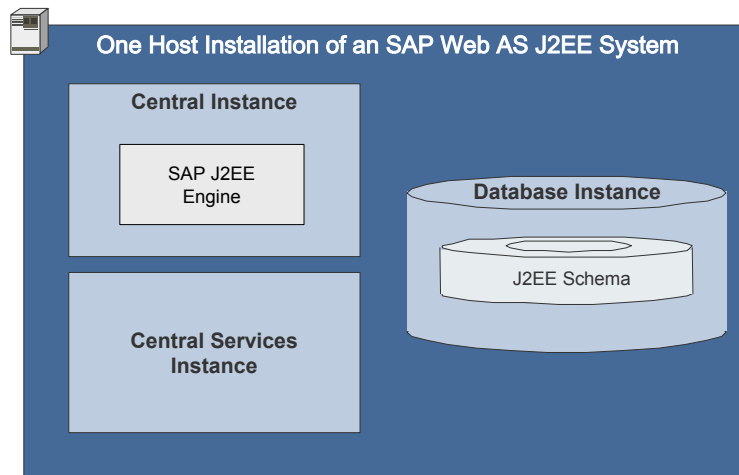 One Host Installation of an SAP Web AS J2EE System
Central Instance
SAP J2EE
Engine
Central Services
Instance
Database Instance
J2EE Schema